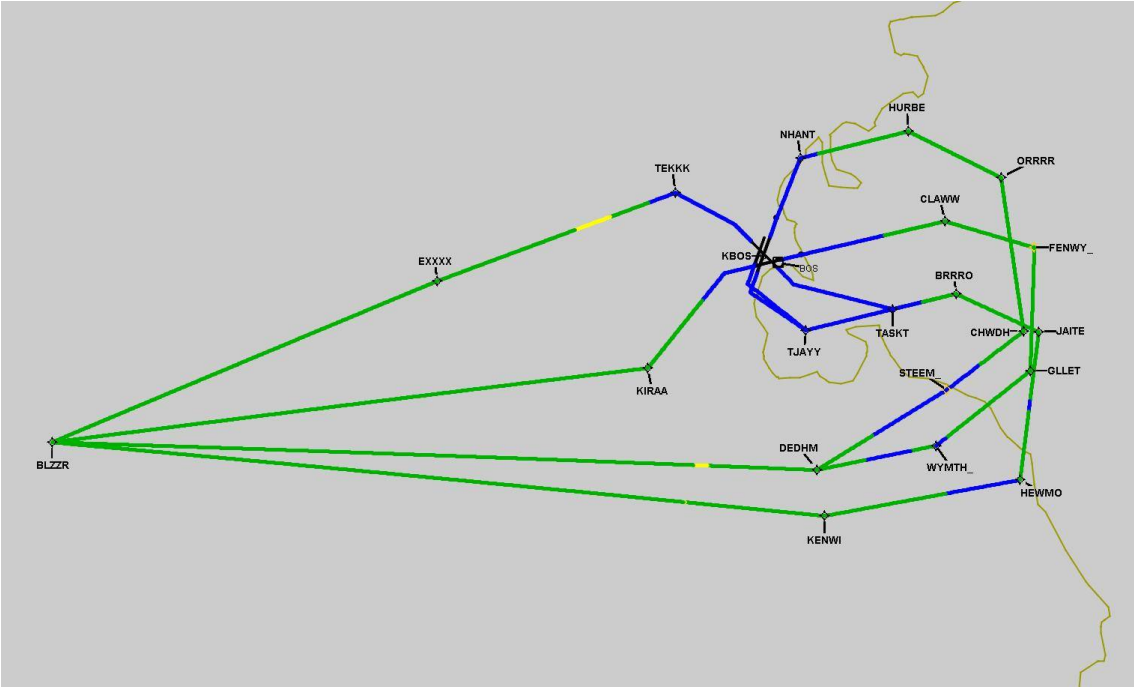 HURBE
NHANT
ORRRR
TEKKK
CLAWW
FENWY_
KBOS
BOS
EXXXX
BRRRO
CHWDH
JAITE
TASKT
TJAYY
STEEM_
GLLET
KIRAA
DEDHM
BLZZR
WYMTH_
HEWMO
KENWI